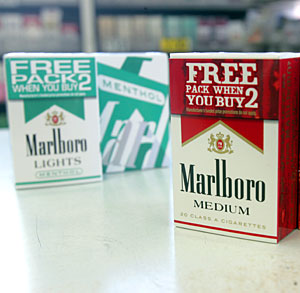 FREE
PACK 2
WHEN YOU BUY
Marlboro
LIGHTS
MENTHOL
MENTHOL
FREE
PACK WHEN
YOU BUY 2
Marlboro
MEDIUM
20 CLASS A CIGARETTES